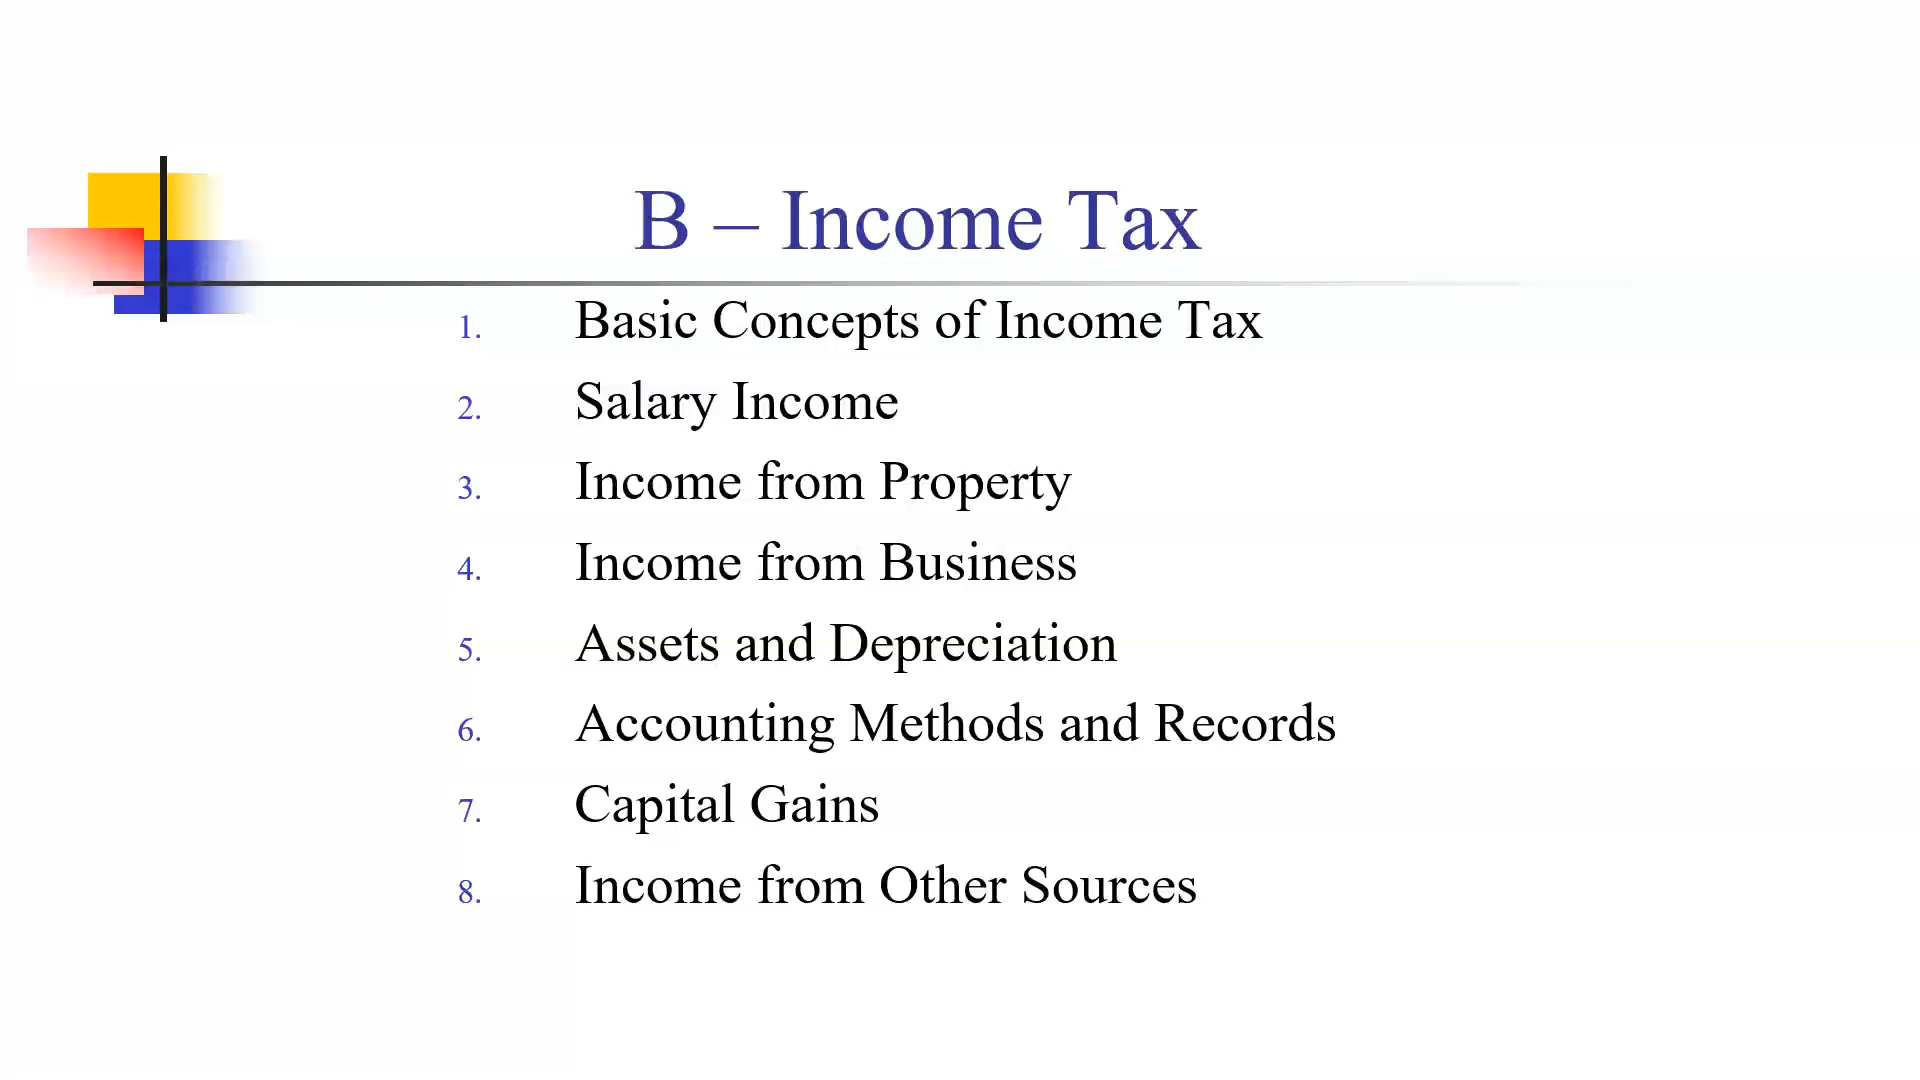 B – Income Tax
1. Basic Concepts of Income Tax
2. Salary Income
3. Income from Property
4. Income from Business
5. Assets and Depreciation
6. Accounting Methods and Records
7. Capital Gains
8. Income from Other Sources